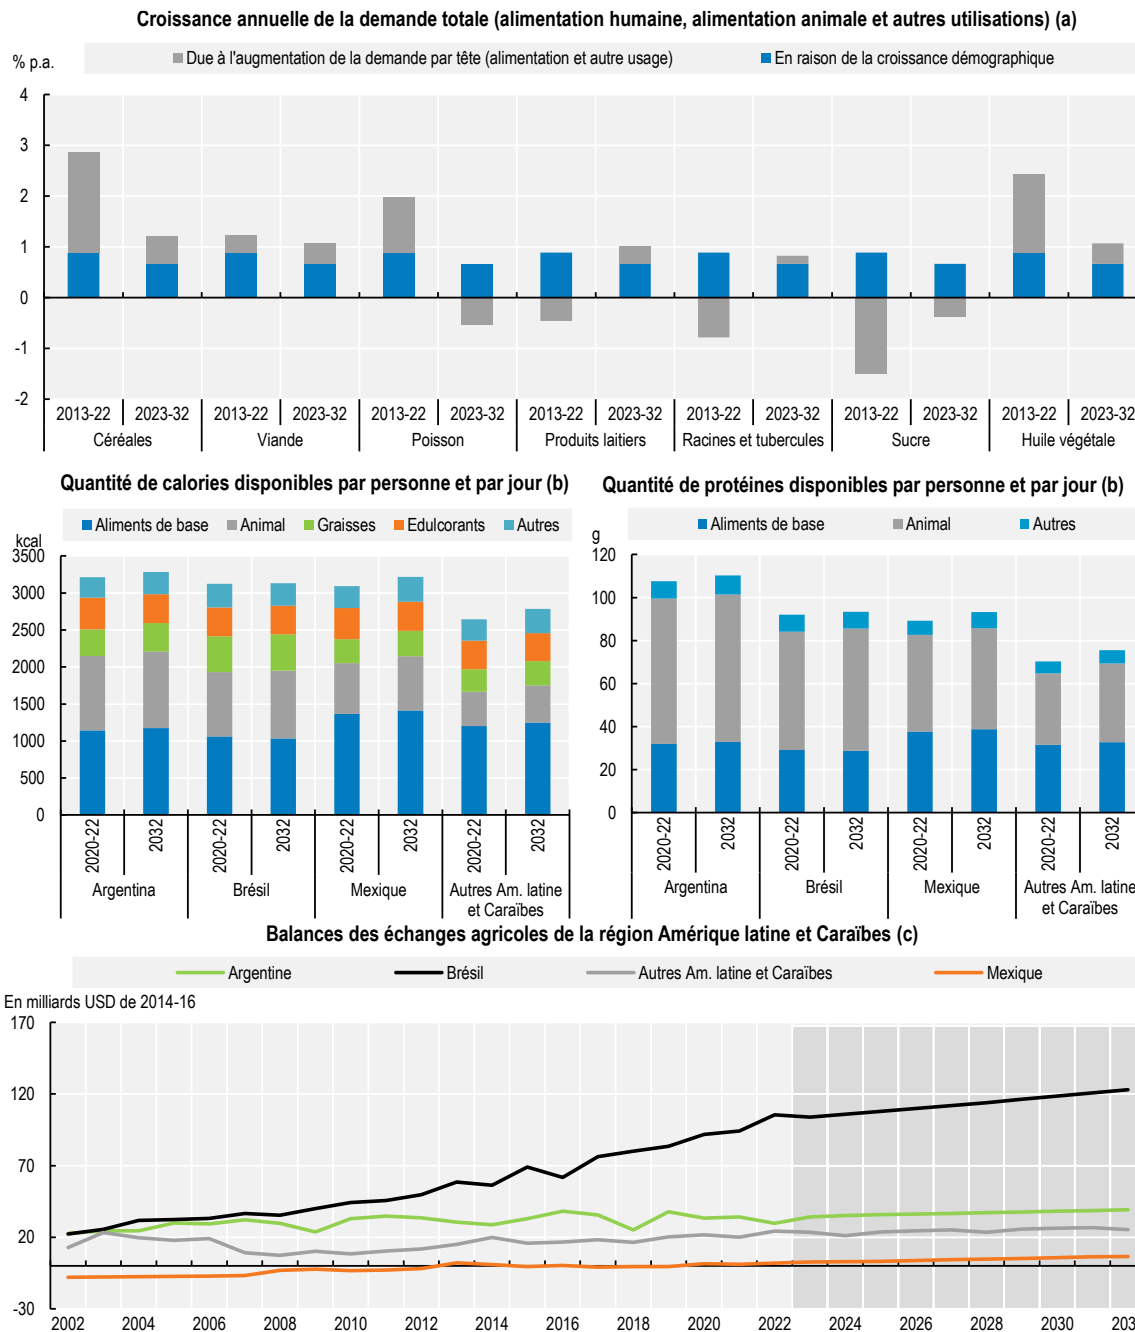 Croissance annuelle de la demande totale (alimentation humaine, alimentation animale et autres utilisations) (a)
Due à l'augmentation de la demande par tête (alimentation et autre usage) En raison de la croissance démographique
% p.a.
4
3
2
1
0
-1
-2
2013-22 2023-32 2013-22 2023-32 2013-22 2023-32 2013-22 2023-32 2013-22 2023-32 2013-22 2023-32 2013-22 2023-32
Céréales Viande Poisson Produits laitiers Racines et tubercules Sucre Huile végétale
Quantité de calories disponibles par personne et par jour (b)
Aliments de base Animal Graisses Edulcorants Autres
kcal
3500
3000
2500
2000
1500
1000
500
0
2020-22 2032 2020-22 2032 2020-22 2032 2020-22 2032
Argentina Brésil Mexique Autres Am. latine
et Caraïbes
Quantité de protéines disponibles par personne et par jour (b)
Aliments de base Animal Autres
g
120
100
80
60
40
20
0
2020-22 2032 2020-22 2032 2020-22 2032 2020-22 2032
Argentina Brésil Mexique Autres Am. latine
et Caraïbes
Balances des échanges agricoles de la région Amérique latine et Caraïbes (c)
Argentine Brésil Autres Am. latine et Caraïbes Mexique
En milliards USD de 2014-16
170
120
70
20
-30
2002 2004 2006 2008 2010 2012 2014 2016 2018 2020 2022 2024 2026 2028 2030